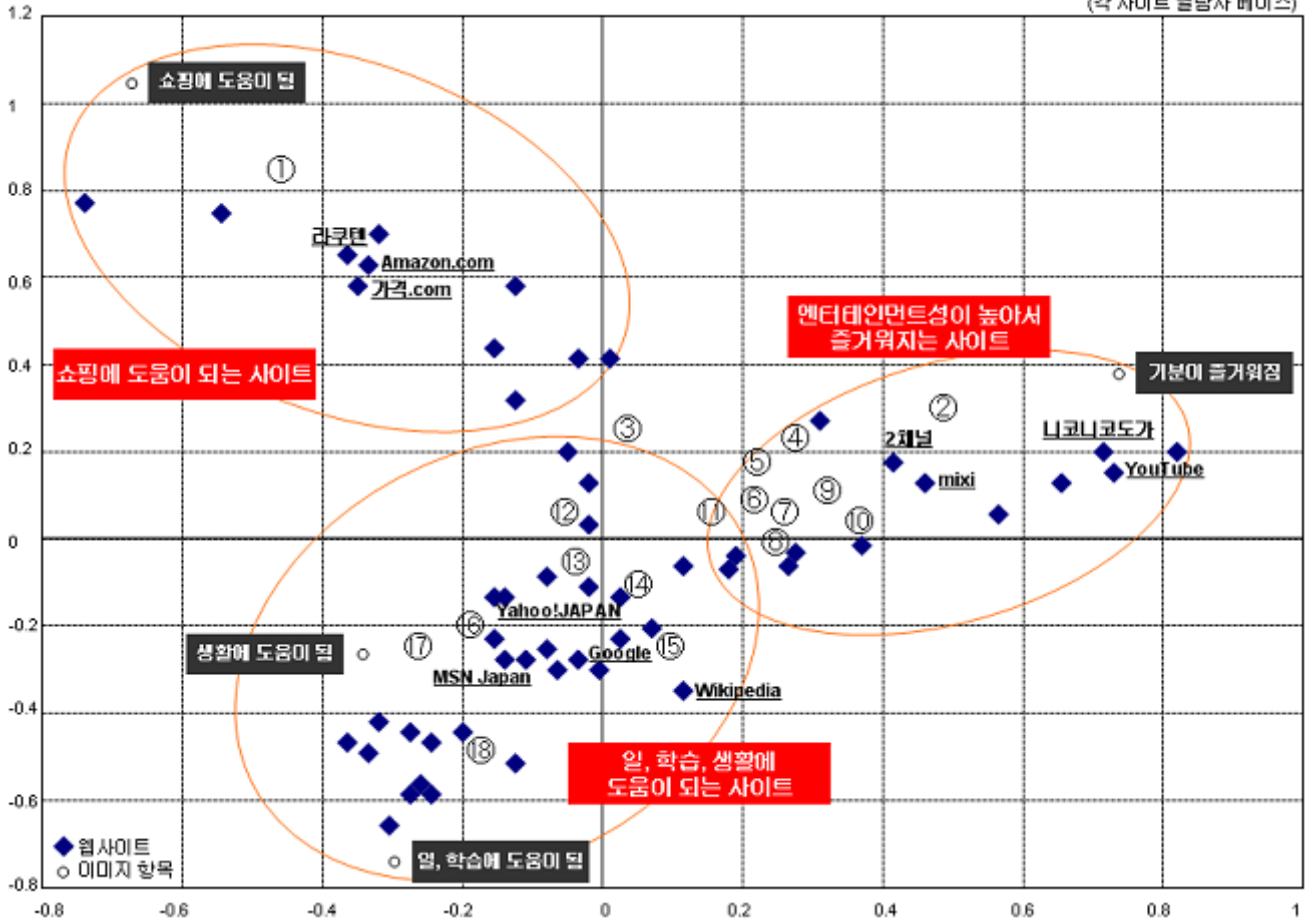 1.2
(각 사이트 열람자 베이스)
쇼핑에 도움이 됨
1
①
0.8
라쿠텐
Amazon.com
가격.com
0.6
엔터테인먼트성이 높아서
즐거워지는 사이트
0.4
쇼핑에 도움이 되는 사이트
기분이 즐거워짐
②
③
④
2채널
니코니코도가
0.2
⑤
YouTube
mixi
⑨
⑥
⑫
⑪
⑦
⑩
0
⑧
⑬
⑭
Yahoo!JAPAN
-0.2
⑯
⑰
⑮
생활에 도움이 됨
Google
MSN Japan
Wikipedia
-0.4
⑱
일, 학습, 생활에
도움이 되는 사이트
-0.6
웹사이트
일, 학습에 도움이 됨
이미지 항목
-0.8
-0.8
-0.6
-0.4
-0.2
0
0.2
0.4
0.6
0.8
1